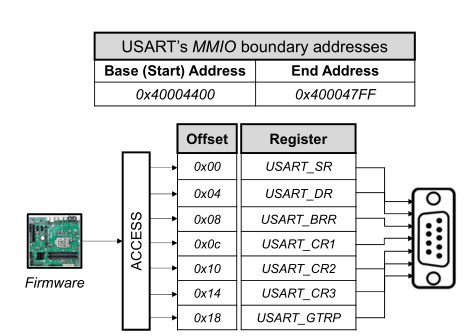 USART's MMIO boundary addresses
Base (Start) Address End Address
0x40004400 0x400047FF
Offset Register
0x00 USART_SR
0x04 USART_DR
0x08 USART_BRR
0x0c USART_CR1
0x10 USART_CR2
0x14 USART_CR3
0x18 USART_GTRP
ACCESS
Firmware